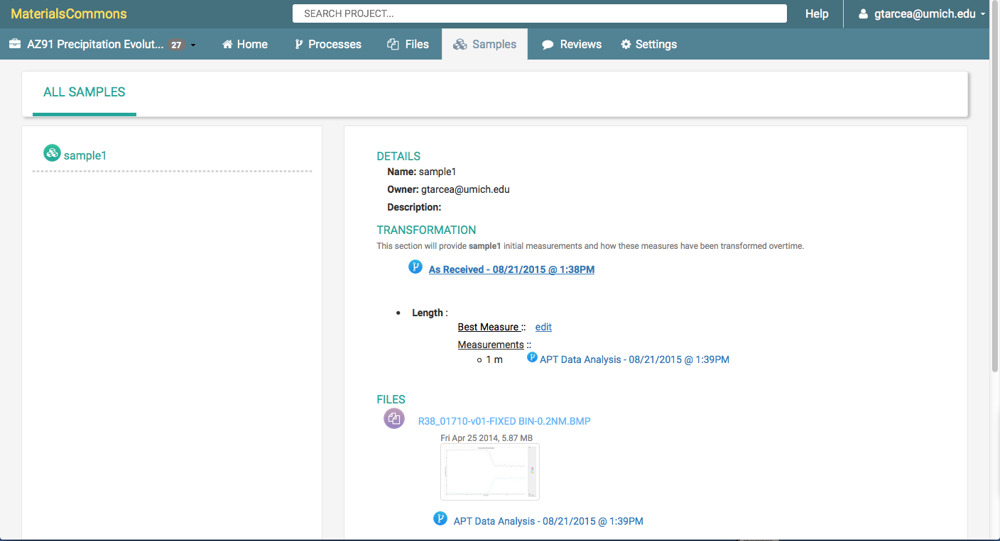 MaterialsCommons
SEARCH PROJECT...
Help
gtarcea@umich.edu
AZ91 Precipitation Evolut... 27
Home
Processes
Files
Samples
Reviews
Settings
ALL SAMPLES
sample1
DETAILS
Name: sample1
Owner: gtarcea@umich.edu
Description:
TRANSFORMATION
This section will provide sample1 initial measurements and how these measures have been transformed overtime.
As Received - 08/21/2015 @ 1:38PM
Length :
Best Measure :: edit
Measurements ::
1 m APT Data Analysis - 08/21/2015 @ 1:39PM
FILES
R38_01710-v01-FIXED BIN-0.2NM.BMP
Fri Apr 25 2014, 5.87 MB
APT Data Analysis - 08/21/2015 @ 1:39PM